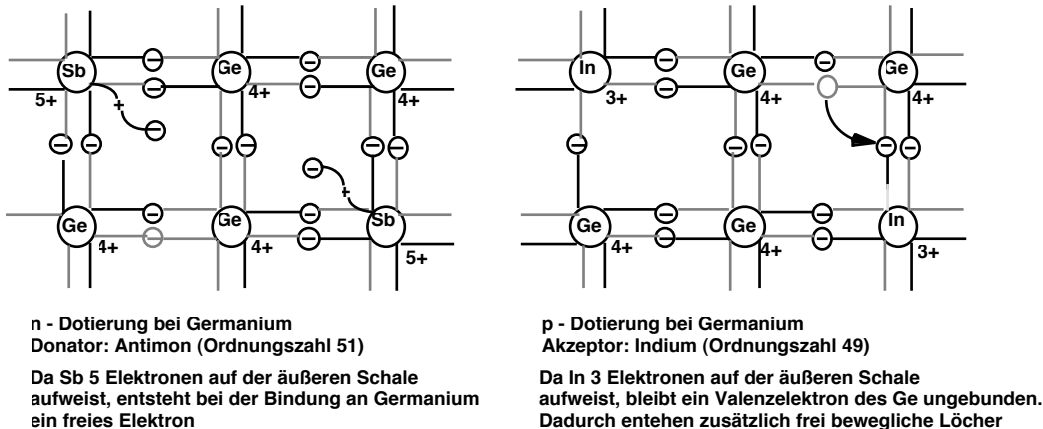 Sb Ge Ge
5+ 4+ 4+
+
+
Ge Ge Sb
4+ 4+ 5+
In Ge Ge
3+ 4+ 4+
Ge Ge In
4+ 4+ 3+
n - Dotierung bei Germanium
Donator: Antimon (Ordnungszahl 51)
Da Sb 5 Elektronen auf der äußeren Schale
aufweist, entsteht bei der Bindung an Germanium
ein freies Elektron
p - Dotierung bei Germanium
Akzeptor: Indium (Ordnungszahl 49)
Da In 3 Elektronen auf der äußeren Schale
aufweist, bleibt ein Valenzelektron des Ge ungebunden.
Dadurch entehen zusätzlich frei bewegliche Löcher